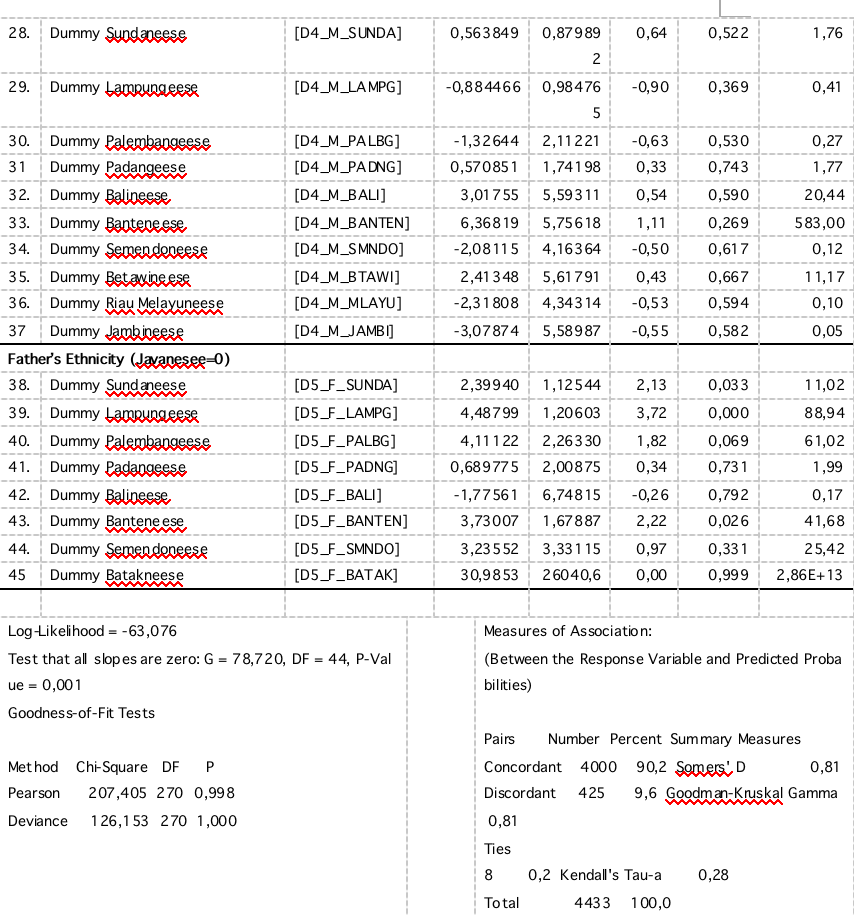 28. Dummy Sundaneese [D4_M_SUNDA] 0,563849 0,87989 0,64 0,522 1,76
2
29. Dummy Lampungeese [D4_M_LAMPG] -0,884466 0,98476 -0,90 0,369 0,41
5
30. Dummy Palembangeese [D4_M_PALBG] -1,32644 2,11221 -0,63 0,530 0,27
31 Dummy Padangeese [D4_M_PADNG] 0,570851 1,74198 0,33 0,743 1,77
32. Dummy Balineese [D4_M_BALI] 3,01755 5,59311 0,54 0,590 20,44
33. Dummy Banteneese [D4_M_BANTEN] 6,36819 5,75618 1,11 0,269 583,00
34. Dummy Semendoneese [D4_M_SMNDO] -2,08115 4,16364 -0,50 0,617 0,12
35. Dummy Betawineese [D4_M_BTAWI] 2,41348 5,61791 0,43 0,667 11,17
36. Dummy Riau Melayuneese [D4_M_MLAYU] -2,31808 4,34314 -0,53 0,594 0,10
37 Dummy Jambineese [D4_M_JAMBI] -3,07874 5,58987 -0,55 0,582 0,05
Father's Ethnicity (Javanesee=0)
38. Dummy Sundaneese [D5_F_SUNDA] 2,39940 1,12544 2,13 0,033 11,02
39. Dummy Lampungeese [D5_F_LAMPG] 4,48799 1,20603 3,72 0,000 88,94
40. Dummy Palembangeese [D5_F_PALBG] 4,11122 2,26330 1,82 0,069 61,02
41. Dummy Padangeese [D5_F_PADNG] 0,689775 2,00875 0,34 0,731 1,99
42. Dummy Balineese [D5_F_BALI] -1,77561 6,74815 -0,26 0,792 0,17
43. Dummy Banteneese [D5_F_BANTEN] 3,73007 1,67887 2,22 0,026 41,68
44. Dummy Semendoneese [D5_F_SMNDO] 3,23552 3,33115 0,97 0,331 25,42
45 Dummy Batakneese [D5_F_BATAK] 30,9853 26040,6 0,00 0,999 2,86E+13
Log-Likelihood = -63,076
Test that all slopes are zero: G = 78,720, DF = 44, P-Val
ue = 0,001
Goodness-of-Fit Tests
Method Chi-Square DF P
Pearson 207,405 270 0,998
Deviance 126,153 270 1,000
Measures of Association:
(Between the Response Variable and Predicted Proba
bilities)
Pairs Number Percent Summary Measures
Concordant 4000 90,2 Somers' D 0,81
Discordant 425 9,6 Goodman-Kruskal Gamma
0,81
Ties
8 0,2 Kendall's Tau-a 0,28
Total 4433 100,0